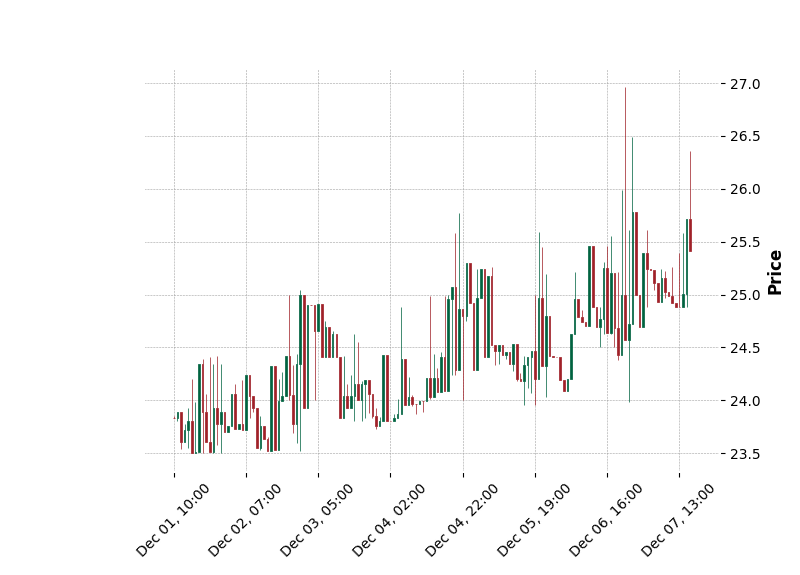 27.0
26.5
26.0
25.5
25.0
24.5
24.0
23.5
Price
Dec 01, 10:00
Dec 02, 07:00
Dec 03, 05:00
Dec 04, 02:00
Dec 04, 22:00
Dec 05, 19:00
Dec 06, 16:00
Dec 07, 13:00